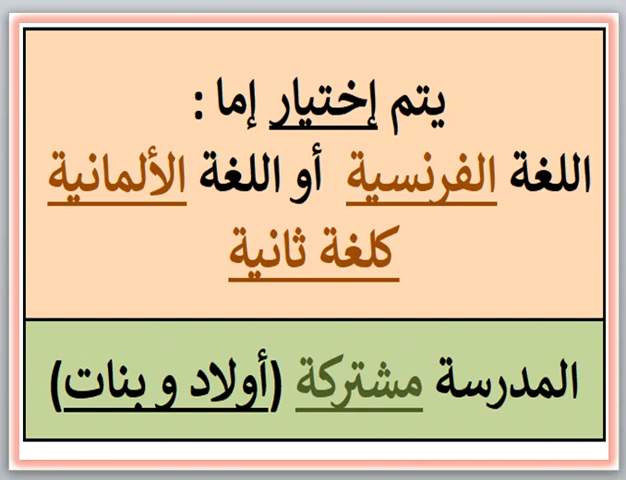 يتم إختيار إما :
اللغة الفرنسية أو اللغة الألمانية
كلغة ثانية
المدرسة مشتركة (أولاد و بنات)